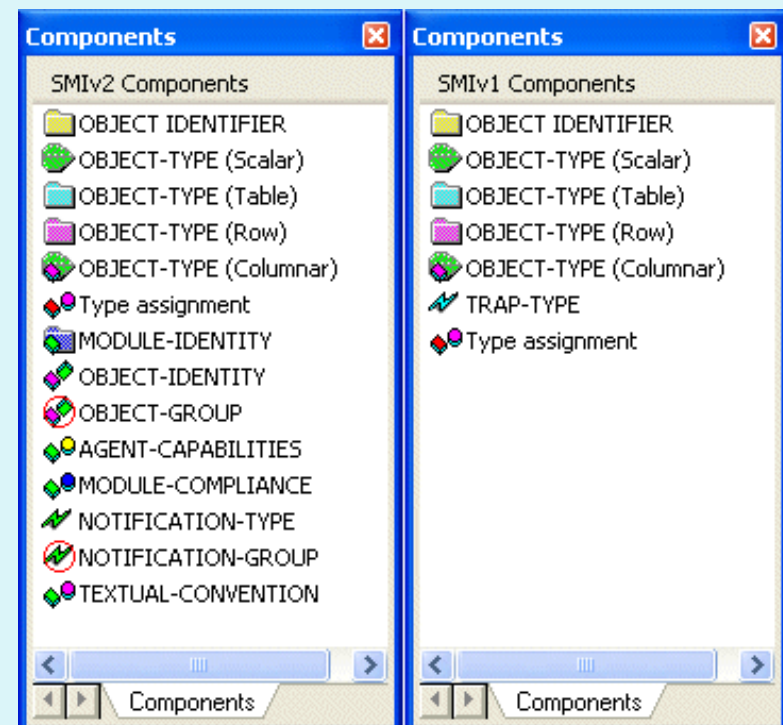 Components
SMIv2 Components
OBJECT IDENTIFIER
OBJECT-TYPE (Scalar)
OBJECT-TYPE (Table)
OBJECT-TYPE (Row)
OBJECT-TYPE (Columnar)
Type assignment
MODULE-IDENTITY
OBJECT-IDENTITY
OBJECT-GROUP
AGENT-CAPABILITIES
MODULE-COMPLIANCE
NOTIFICATION-TYPE
NOTIFICATION-GROUP
TEXTUAL-CONVENTION
Components
Components
SMIv1 Components
OBJECT IDENTIFIER
OBJECT-TYPE (Scalar)
OBJECT-TYPE (Table)
OBJECT-TYPE (Row)
OBJECT-TYPE (Columnar)
TRAP-TYPE
Type assignment
Components